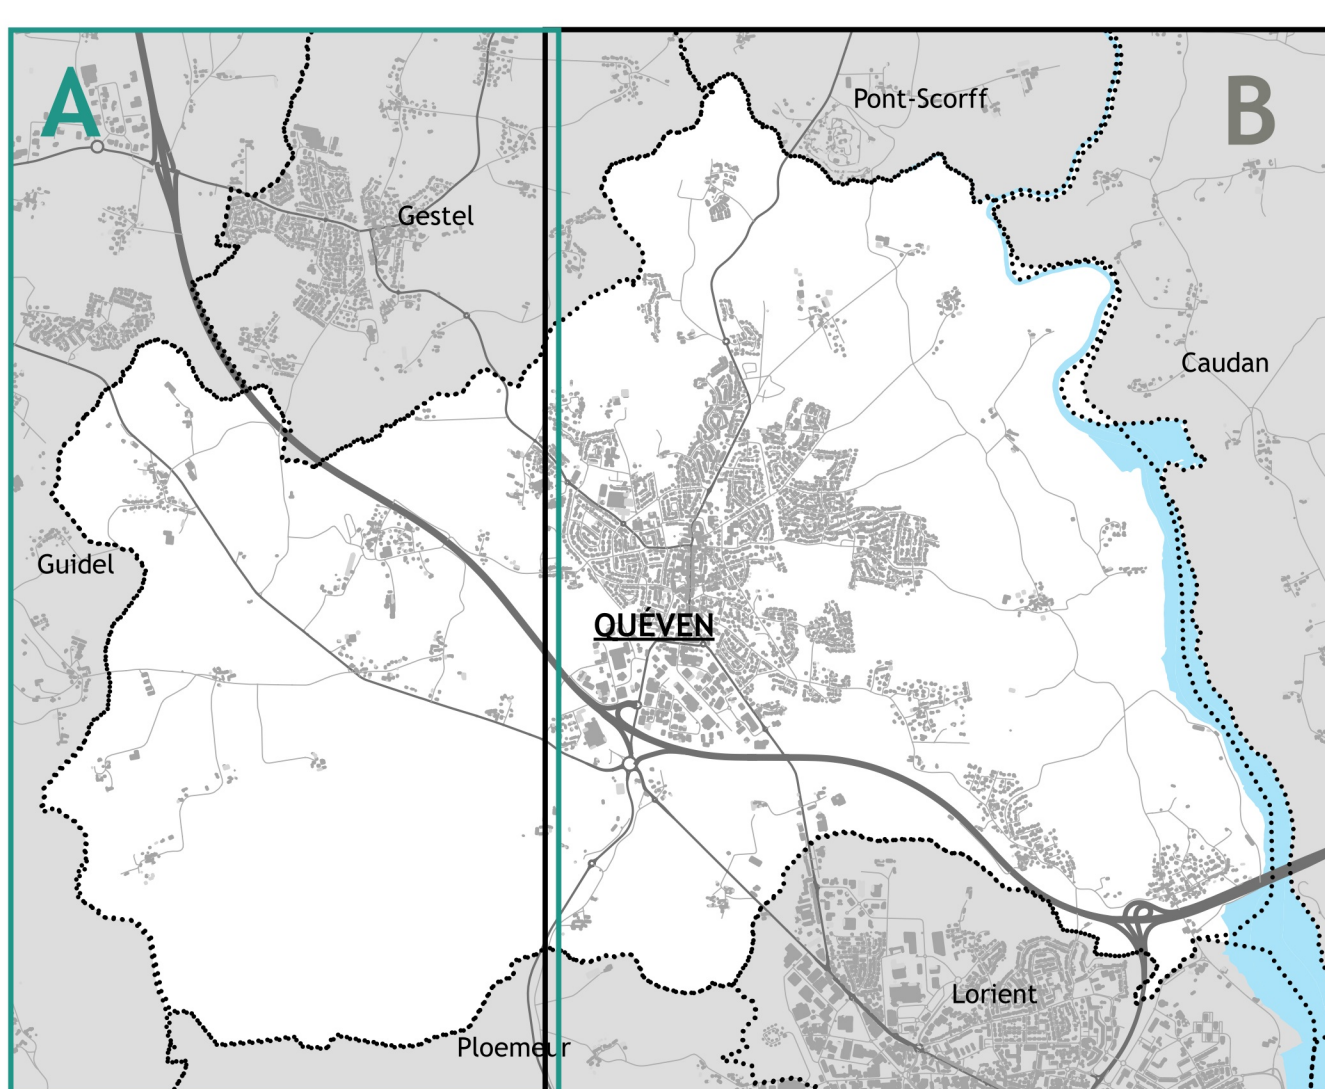 A
B
Pont-Scorff
Gestel
Caudan
Guidel
QUÉVEN
Lorient
Ploemeur